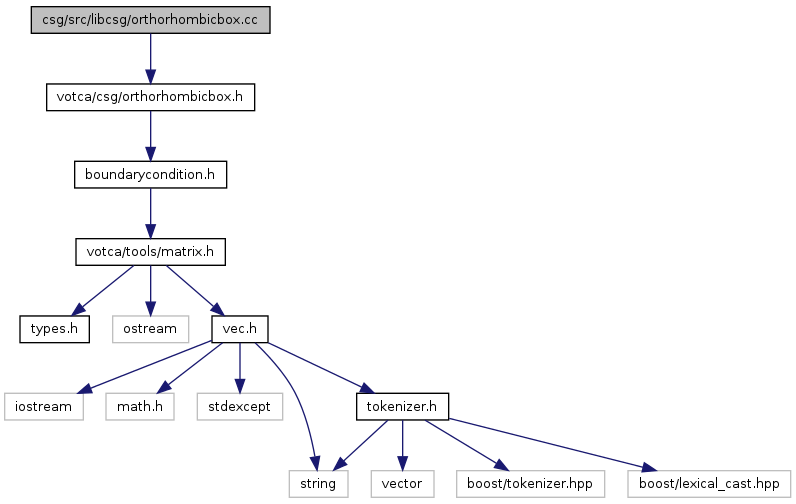 csg/src/libcsg/orthorhombicbox.cc
votca/csg/orthorhombicbox.h
boundarycondition.h
votca/tools/matrix.h
types.h
ostream
vec.h
iostream
math.h
stdexcept
tokenizer.h
string
vector
boost/tokenizer.hpp
boost/lexical_cast.hpp